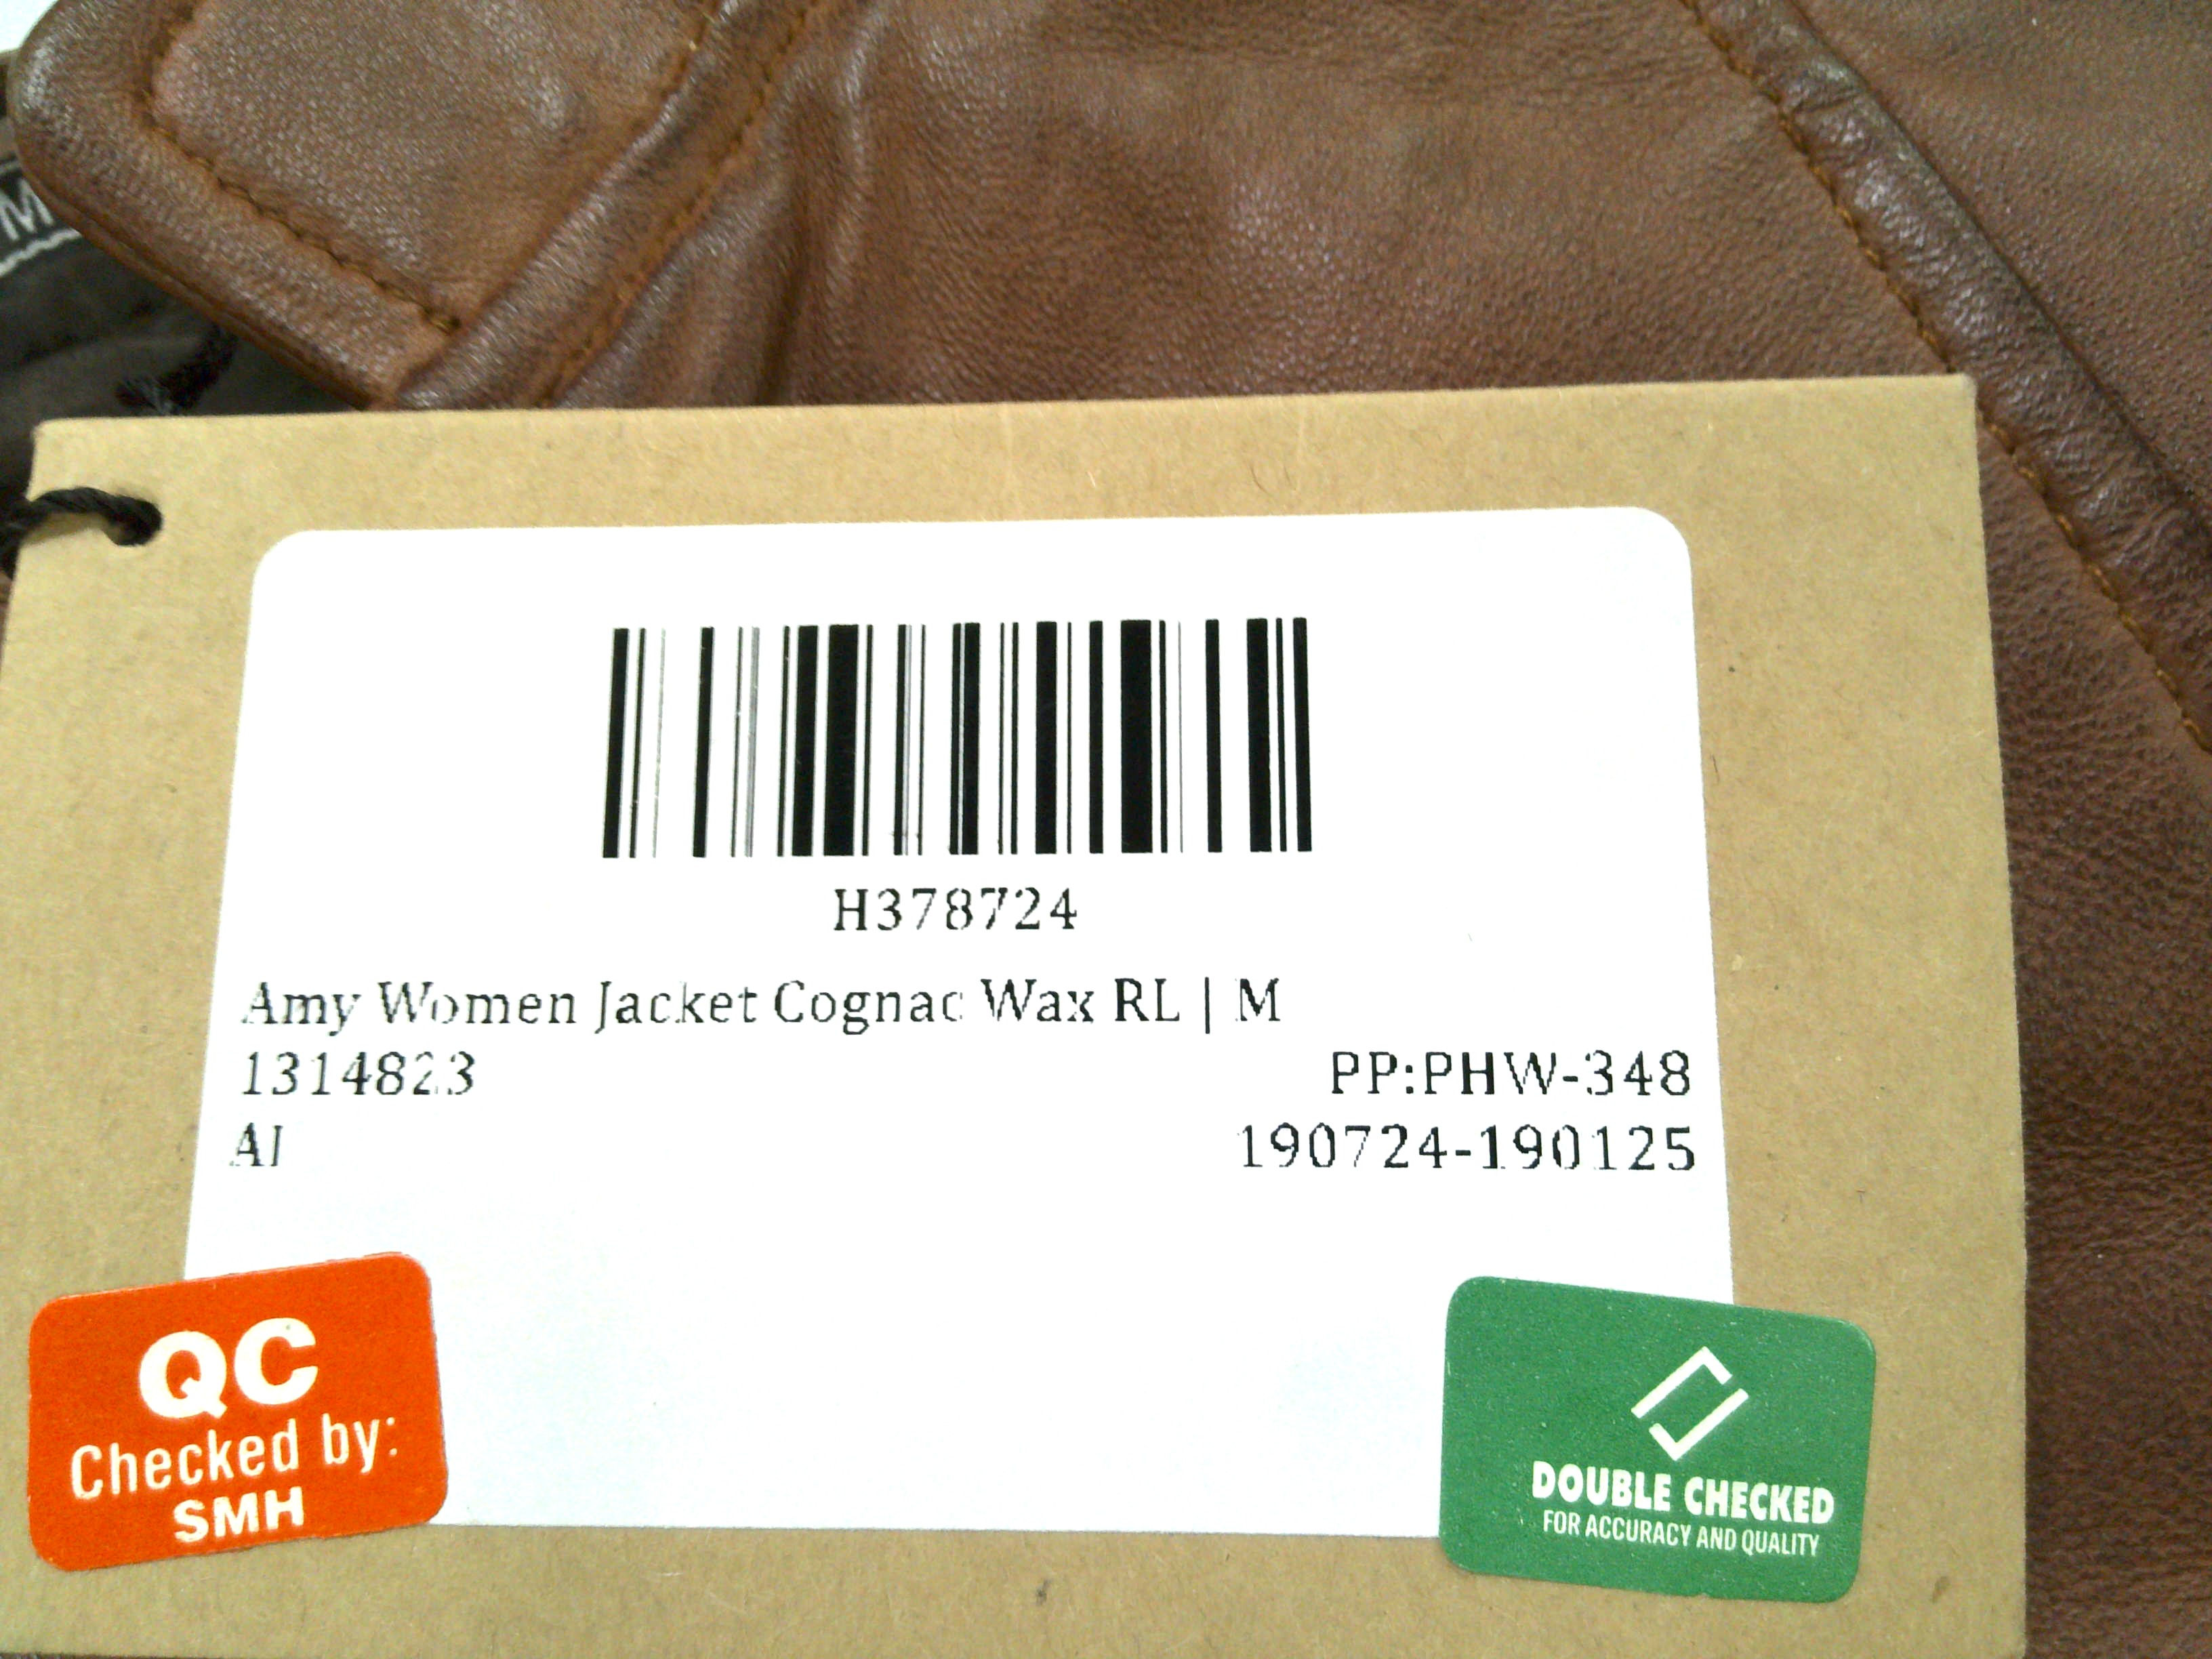 M
H378724
Amy Women Jacket Cognac Wax RL | M
1314823
PP:PHW-348
AI
190724-190125
QC
Checked by:
SMH
DOUBLE CHECKED
FOR ACCURACY AND QUALITY